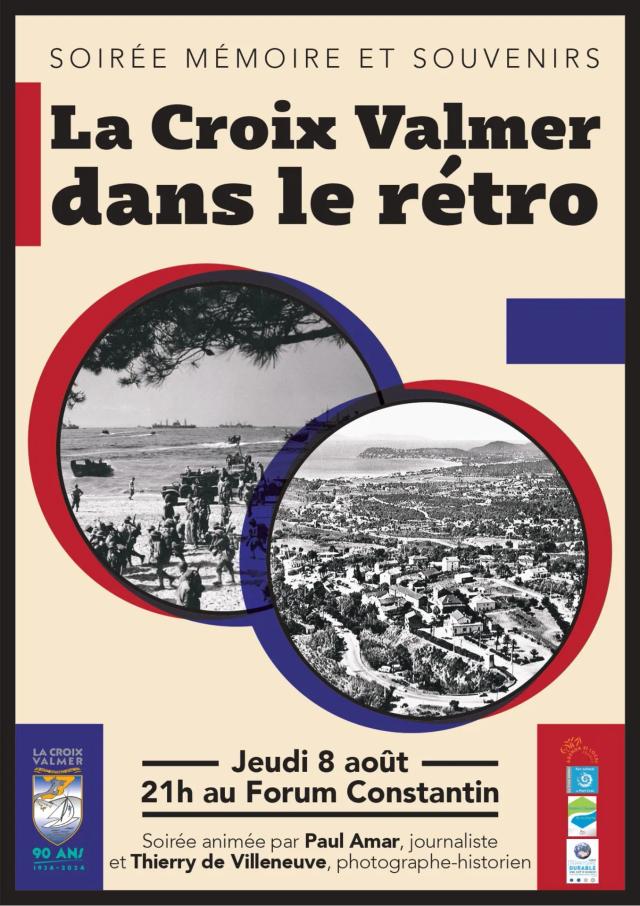 SOIRÉE MÉMOIRE ET SOUVENIRS
La Croix Valmer
dans le rétro
Jeudi 8 août
21h au Forum Constantin
Soirée animée par Paul Amar, journaliste
et Thierry de Villeneuve, photographe-historien
LA CROIX
VALMER
90 ANS
1934-2024
DURABLE